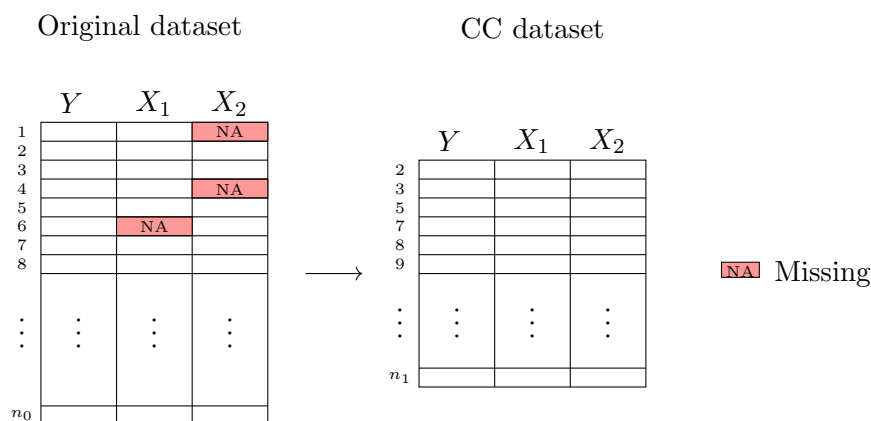 Original dataset
CC dataset
Y X₁ X₂
1 NA
2
3
4 NA
5
6 NA
7
8
⋮ ⋮ ⋮ ⋮
n₀
Y X₁ X₂
2
3
5
7
8
9
⋮ ⋮ ⋮ ⋮
n₁
NA Missing